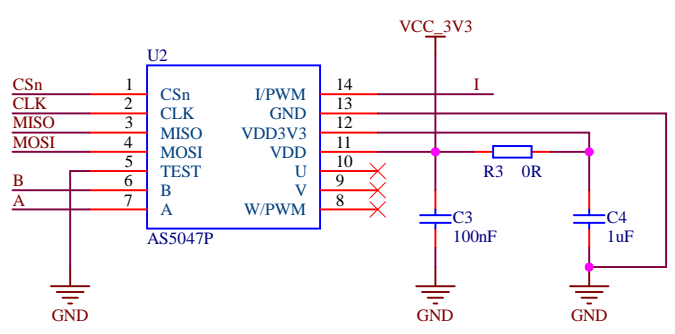 VCC_3V3
U2
CSn 1 CSn I/PWM 14 I
CLK 2 CLK GND 13
MISO 3 MISO VDD3V3 12
MOSI 4 MOSI VDD 11
5 TEST U 10
B 6 B V 9
A 7 A W/PWM 8
AS5047P
R3 0R
C3
100nF
C4
1uF
GND
GND
GND